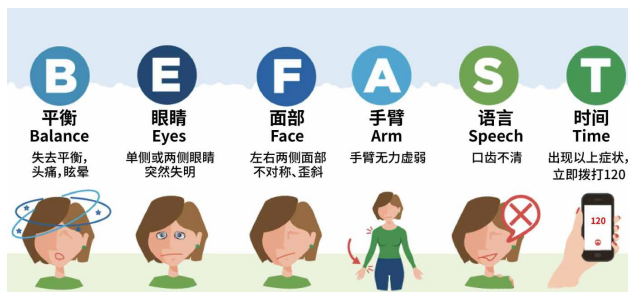 B E F A S T
平衡
Balance
失去平衡，
头痛，眩晕
眼睛
Eyes
单侧或两侧眼睛
突然失明
面部
Face
左右两侧面部
不对称、歪斜
手臂
Arm
手臂无力虚弱
语言
Speech
口齿不清
时间
Time
出现以上症状，
立即拨打120
120